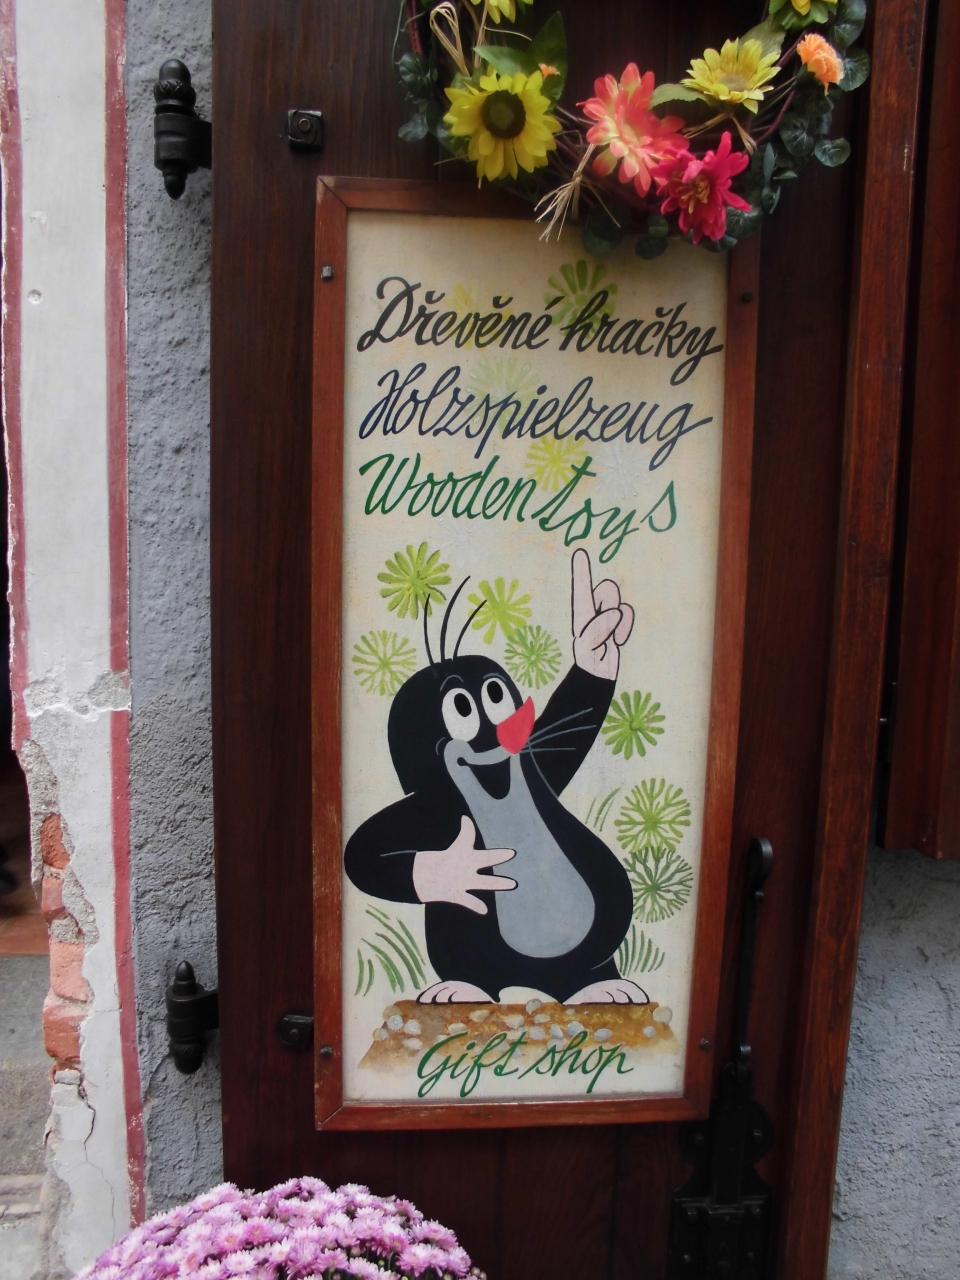 Dřevěné hračky
Holzspielzeug
Wooden toys
Gift shop